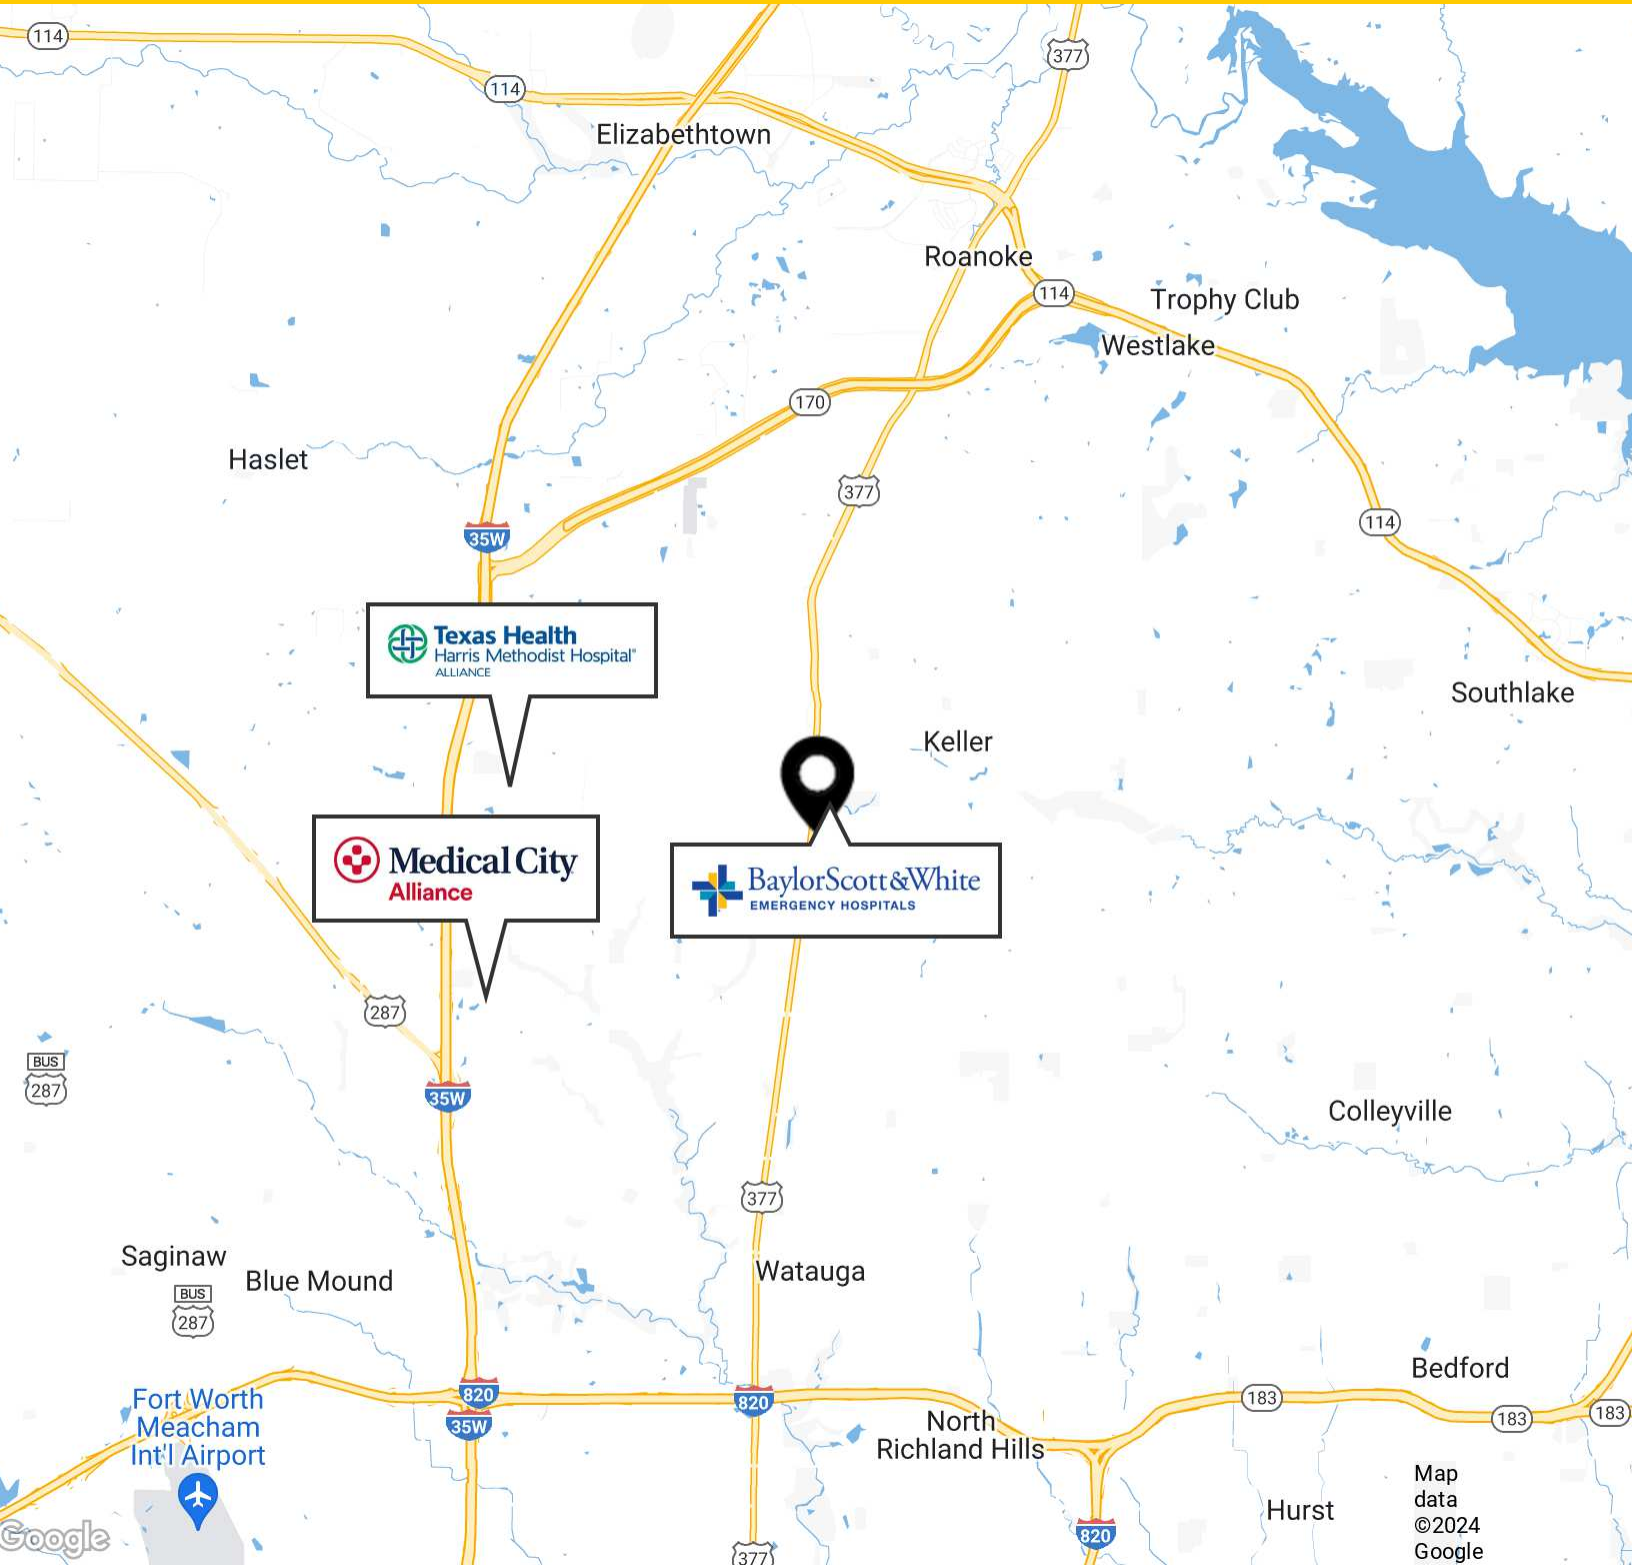 114
377
114
Elizabethtown
Roanoke
114
Trophy Club
Westlake
170
Haslet
377
114
35W
Texas Health
Harris Methodist Hospital
ALLIANCE
Southlake
Keller
Medical City
Alliance
BaylorScott&White
EMERGENCY HOSPITALS
287
BUS
287
35W
Colleyville
377
Saginaw
Blue Mound
Watauga
BUS
287
Bedford
820
820
183
183
183
35W
Fort Worth
Meacham
Int'l Airport
North
Richland Hills
Hurst
820
377
Google
Map
data
©2024
Google